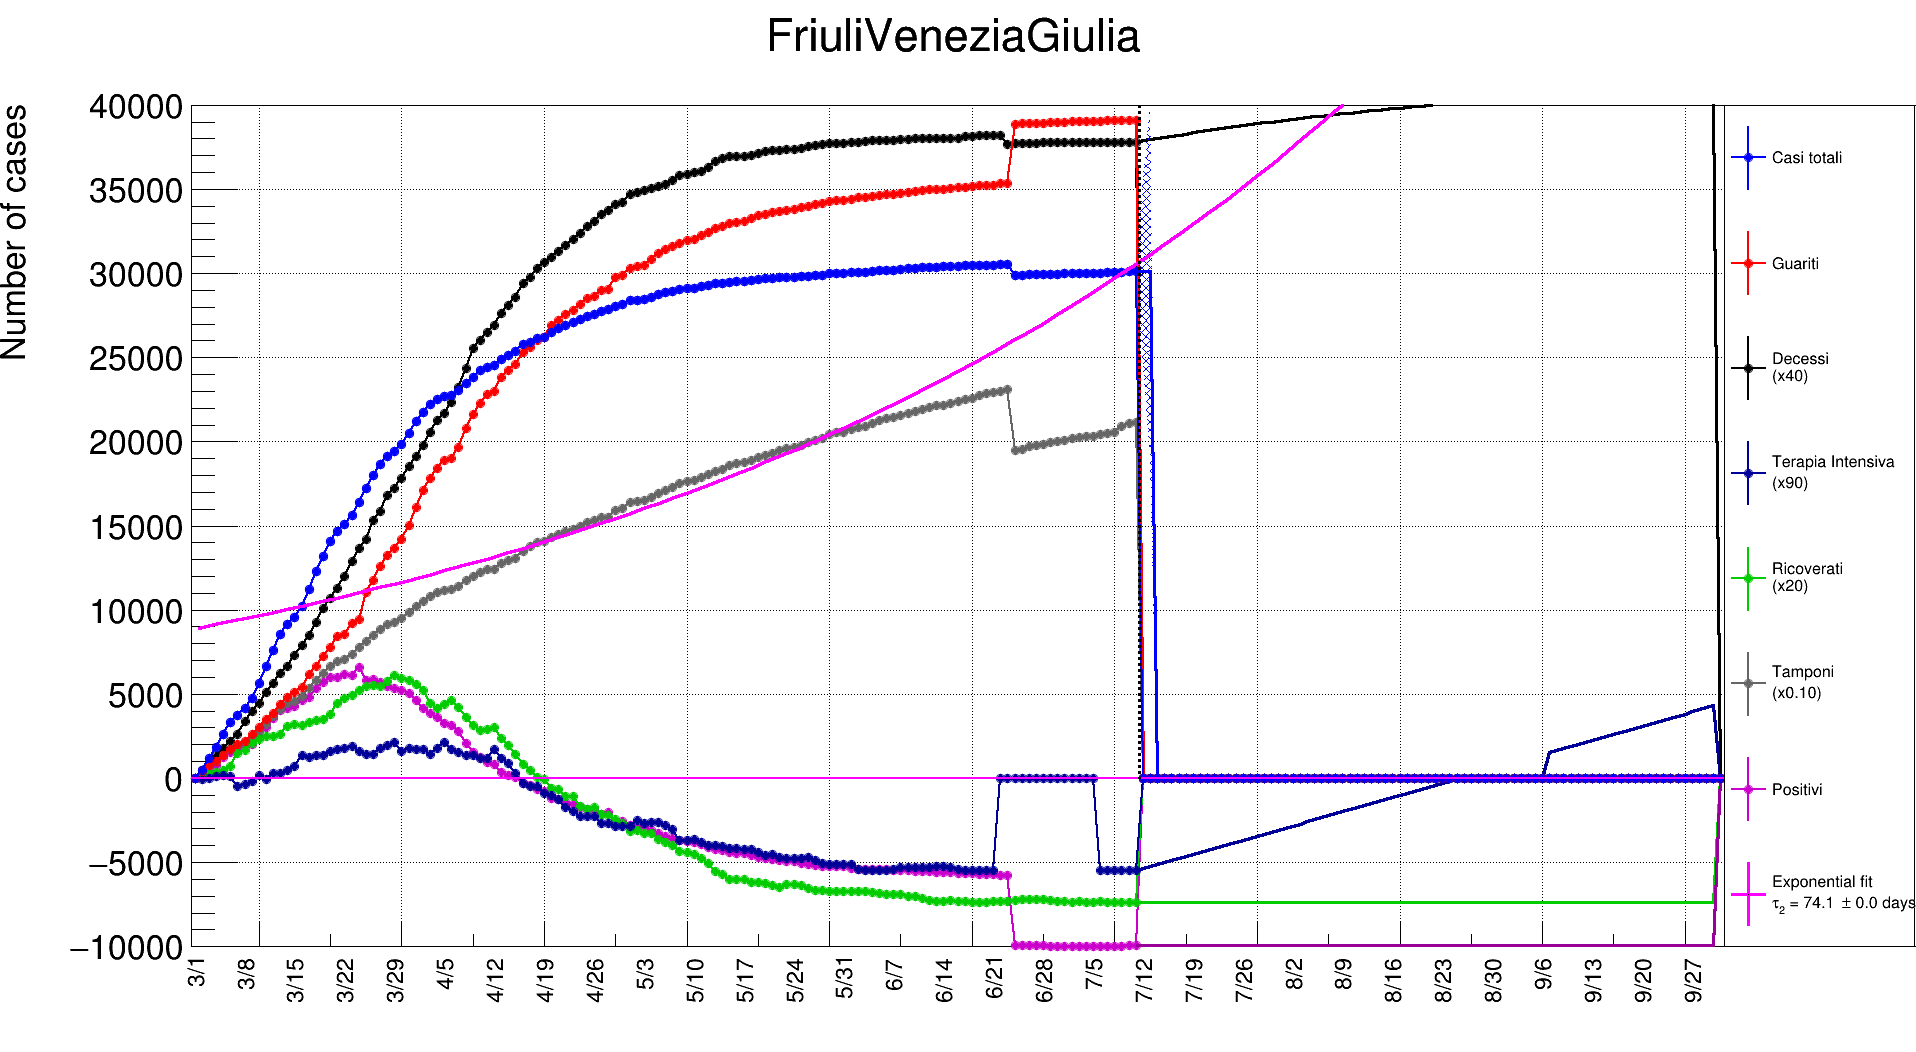 FriuliVeneziaGiulia
Number of cases
40000
35000
30000
25000
20000
15000
10000
5000
0
−5000
−10000
3/1
3/8
3/15
3/22
3/29
4/5
4/12
4/19
4/26
5/3
5/10
5/17
5/24
5/31
6/7
6/14
6/21
6/28
7/5
7/12
7/19
7/26
8/2
8/9
8/16
8/23
8/30
9/6
9/13
9/20
9/27
Casi totali
Guariti
Decessi
(x40)
Terapia Intensiva
(x90)
Ricoverati
(x20)
Tamponi
(x0.10)
Positivi
Exponential fit
τ2 = 74.1 ± 0.0 days